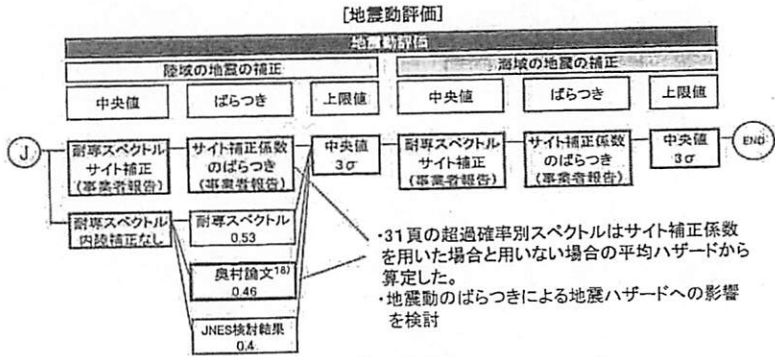 [地震動評価]
地震動評価
陸域の地震の補正
海域の地震の補正
中央値
ばらつき
上限値
中央値
ばらつき
上限値
J
耐専スペクトル
サイト補正
(事業者報告)
サイト補正係数
のばらつき
(事業者報告)
中央値
3σ
耐専スペクトル
サイト補正
(事業者報告)
サイト補正係数
のばらつき
(事業者報告)
中央値
3σ
END
耐専スペクトル
内陸補正なし
耐専スペクトル
0.53
奥村論文18)
0.46
JNES検討結果
0.4
・31頁の超過確率別スペクトルはサイト補正係数
を用いた場合と用いない場合の平均ハザードから
算定した。
・地震動のばらつきによる地震ハザードへの影響
を検討